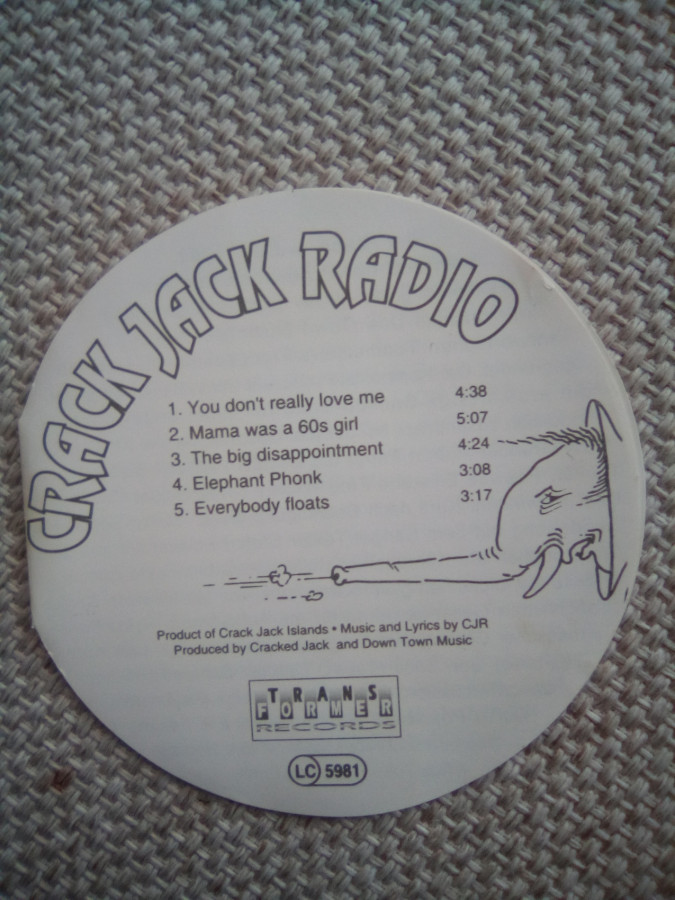 CRACK JACK RADIO
1. You don't really love me 4:38
2. Mama was a 60s girl 5:07
3. The big disappointment 4:24
4. Elephant Phonk 3:08
5. Everybody floats 3:17
Product of Crack Jack Islands • Music and Lyrics by CJR
Produced by Cracked Jack and Down Town Music
TRANS
FORMER
RECORDS
LC 5981